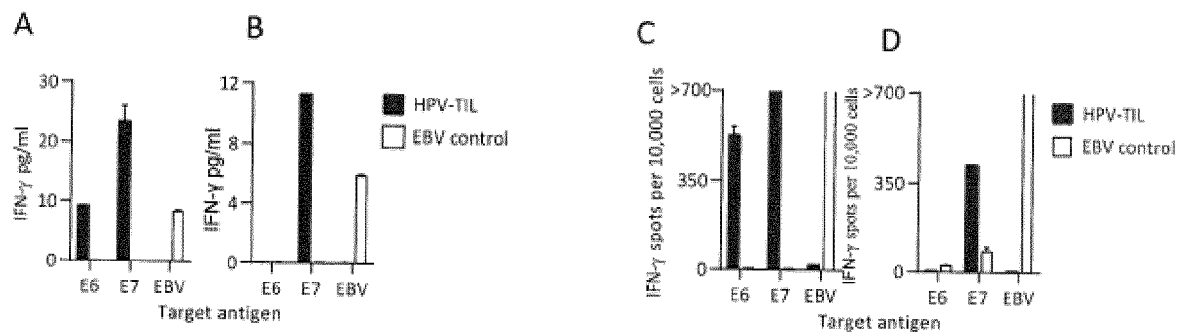 A
B
C
D
IFN-γ pg/ml
30
20
10
0
E6 E7 EBV
IFN-γ pg/ml
12
8
4
0
E6 E7 EBV
Target antigen
HPV-TIL
EBV control
IFN-γ spots per 10,000 cells
>700
350
0
E6 E7 EBV
IFN-γ spots per 10,000 cells
>700
350
0
E6 E7 EBV
Target antigen
HPV-TIL
EBV control